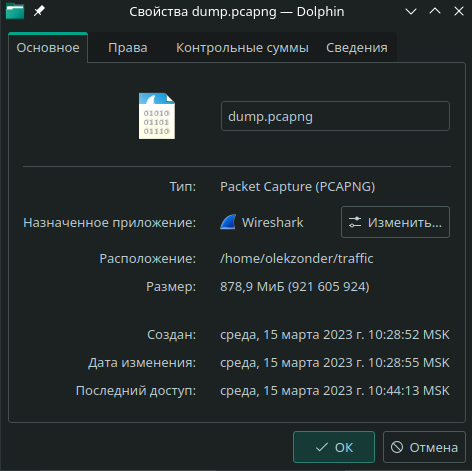 Свойства dump.pcapng — Dolphin
Основное Права Контрольные суммы Сведения
01010
01101
01110
dump.pcapng
Тип: Packet Capture (PCAPNG)
Назначенное приложение: Wireshark Изменить...
Расположение: /home/olekzonder/traffic
Размер: 878,9 МиБ (921 605 924)
Создан: среда, 15 марта 2023 г. 10:28:52 MSK
Дата изменения: среда, 15 марта 2023 г. 10:28:55 MSK
Последний доступ: среда, 15 марта 2023 г. 10:44:13 MSK
ОК Отмена